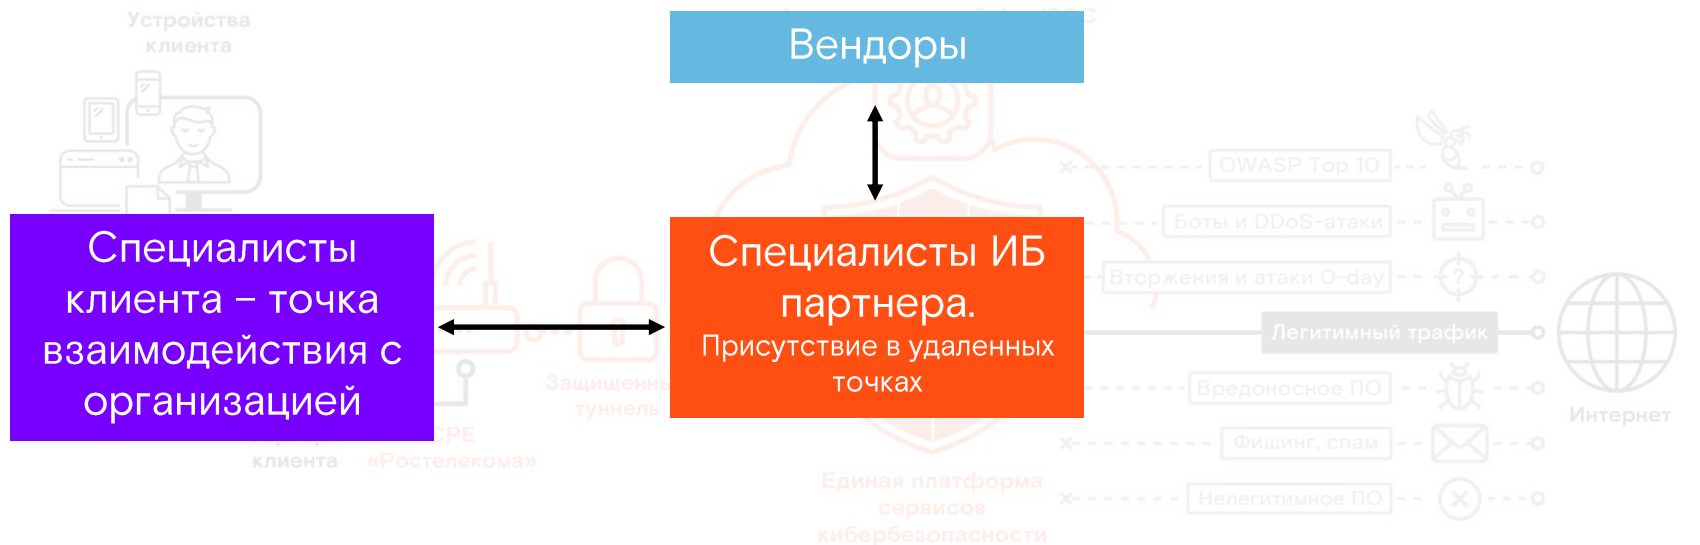 Устройства
клиента
Вендоры
OWASP Top 10
Боты и DDoS-атаки
Вторжения и атаки 0-day
Специалисты
клиента – точка
взаимодействия с
организацией
Специалисты ИБ
партнера.
Присутствие в удаленных
точках
Легитимный трафик
туннель
Вредоносное ПО
Интернет
CPE
клиента
«Ростелекома»
Фишинг, спам
Единая платформа
сервисов
кибербезопасности
Нелегитимное ПО